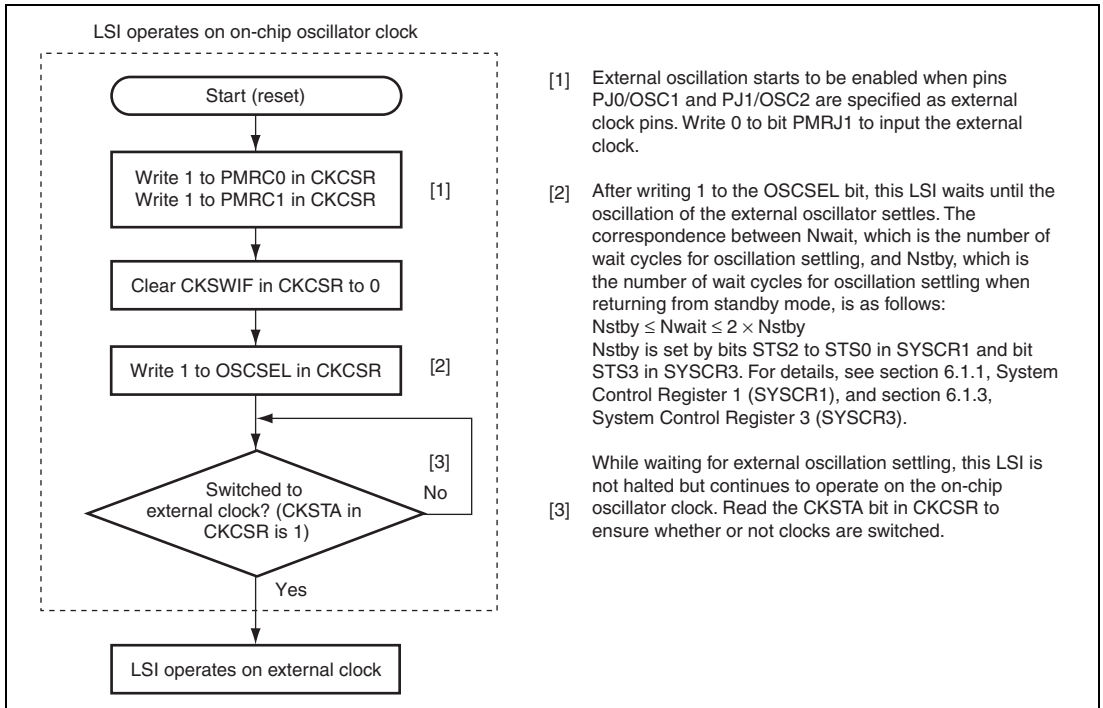 LSI operates on on-chip oscillator clock
Start (reset)
Write 1 to PMRC0 in CKCSR
Write 1 to PMRC1 in CKCSR
[1]
Clear CKSWIF in CKCSR to 0
Write 1 to OSCSEL in CKCSR
[2]
[3]
No
Switched to
external clock? (CKSTA in
CKCSR is 1)
Yes
LSI operates on external clock
[1] External oscillation starts to be enabled when pins
PJ0/OSC1 and PJ1/OSC2 are specified as external
clock pins. Write 0 to bit PMRJ1 to input the external
clock.
[2] After writing 1 to the OSCSEL bit, this LSI waits until the
oscillation of the external oscillator settles. The
correspondence between Nwait, which is the number of
wait cycles for oscillation settling, and Nstby, which is
the number of wait cycles for oscillation settling when
returning from standby mode, is as follows:
Nstby ≤ Nwait ≤ 2 × Nstby
Nstby is set by bits STS2 to STS0 in SYSCR1 and bit
STS3 in SYSCR3. For details, see section 6.1.1, System
Control Register 1 (SYSCR1), and section 6.1.3,
System Control Register 3 (SYSCR3).
While waiting for external oscillation settling, this LSI is
not halted but continues to operate on the on-chip
[3] oscillator clock. Read the CKSTA bit in CKCSR to
ensure whether or not clocks are switched.